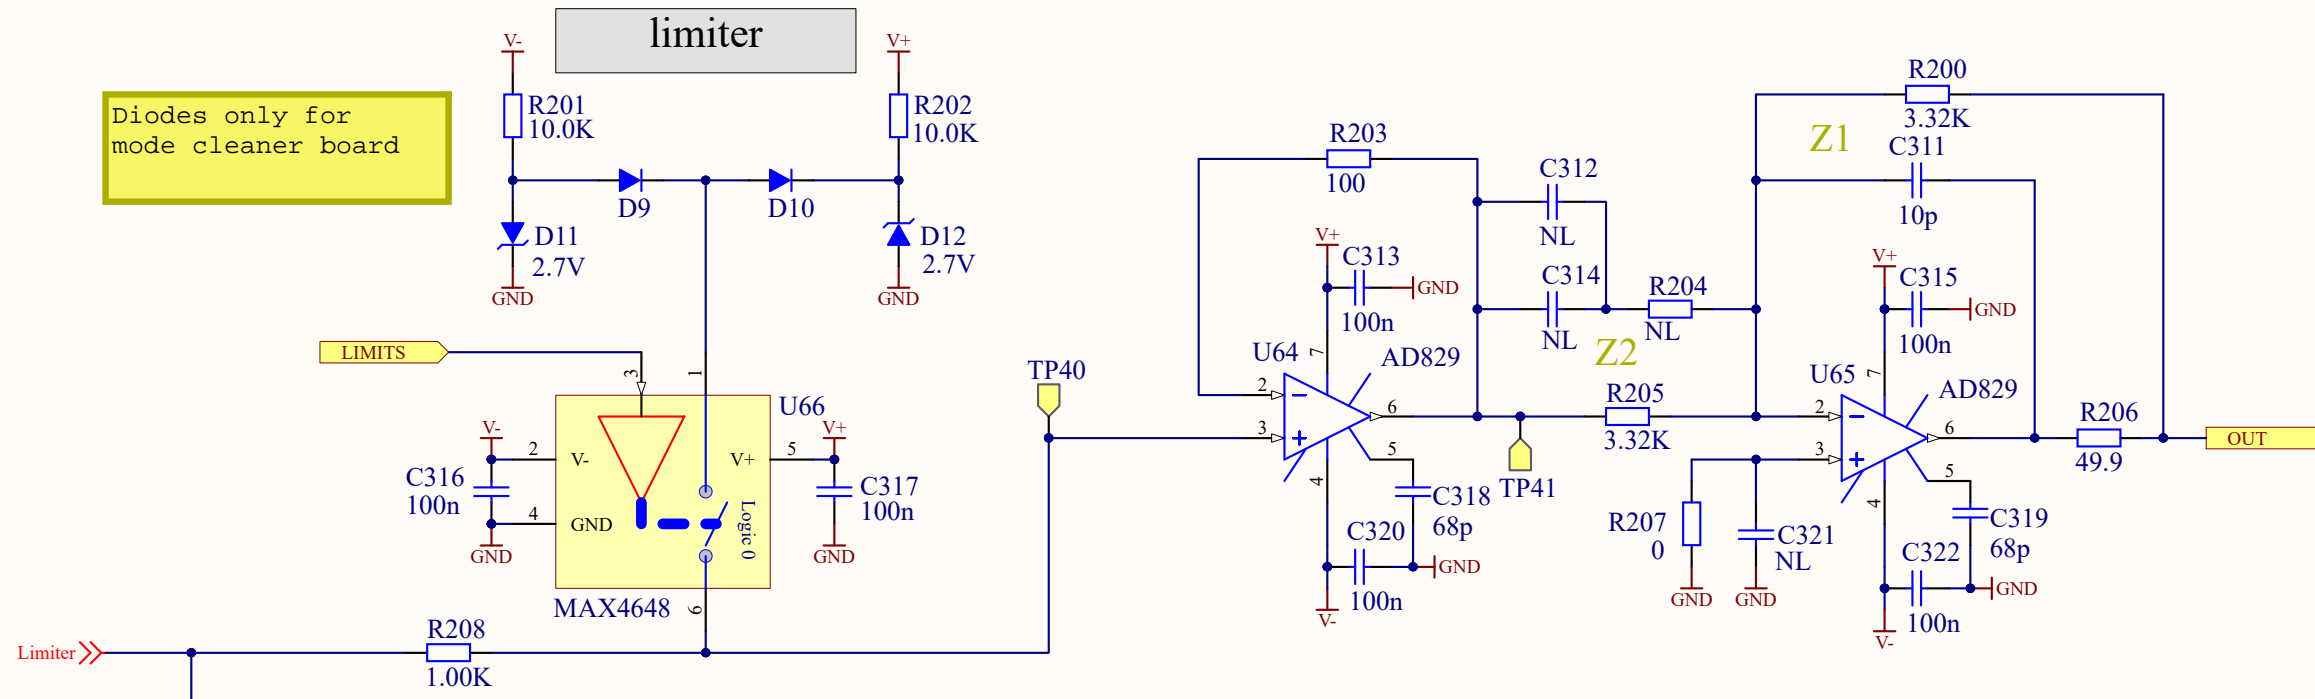 limiter
Diodes only for
mode cleaner board
V-
R201
10.0K
V+
R202
10.0K
D9
D10
D11
2.7V
GND
D12
2.7V
GND
LIMITS
3
1
U66
V-
2
V-
C316
100n
4
GND
GND
V+
5
V+
C317
100n
GND
Logic 0
MAX4648
6
Limiter
R208
1.00K
TP40
R203
100
V+
C313
GND
100n
U64
7
AD829
2
3
6
5
4
C318
68p
C320
GND
100n
V-
C312
NL
C314
NL
R204
NL
Z2
R205
3.32K
TP41
R200
3.32K
Z1
C311
10p
V+
C315
GND
100n
U65
7
AD829
2
3
6
5
4
R207
0
GND
C321
NL
GND
C319
68p
C322
GND
100n
V-
R206
49.9
OUT